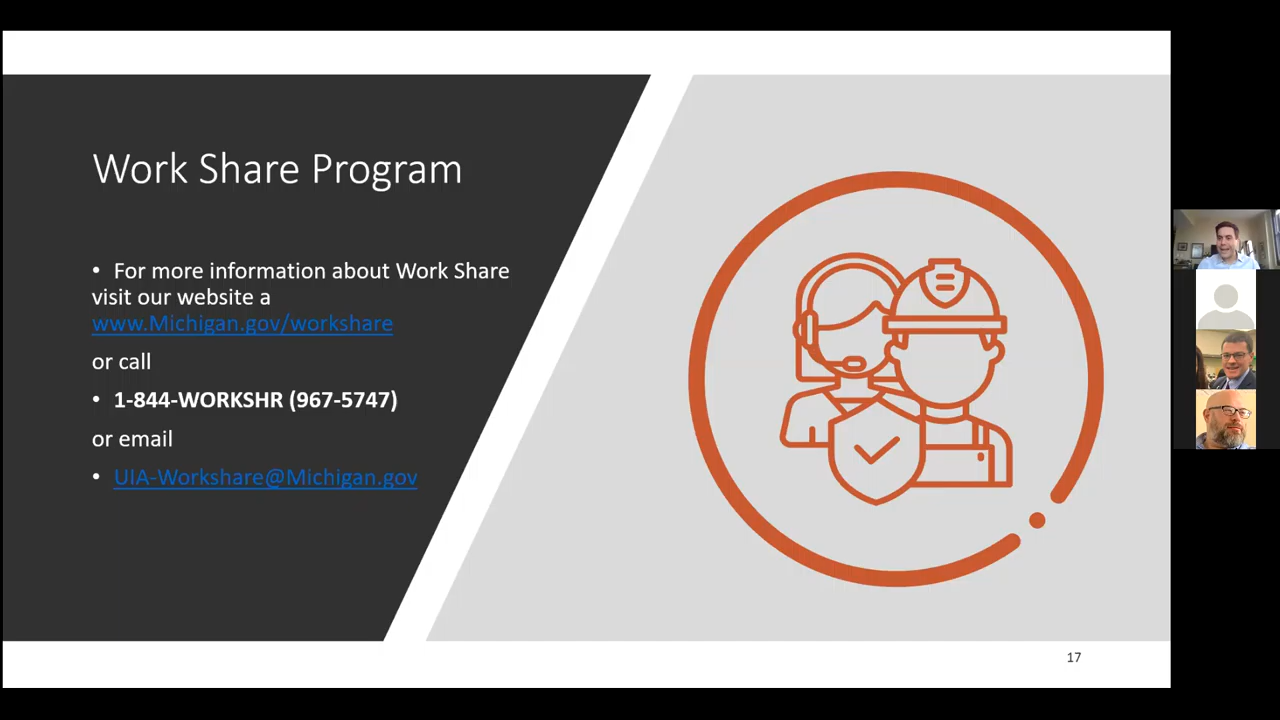 Work Share Program
• For more information about Work Share
visit our website a
www.Michigan.gov/workshare
or call
• 1-844-WORKSHR (967-5747)
or email
• UIA-Workshare@Michigan.gov
17